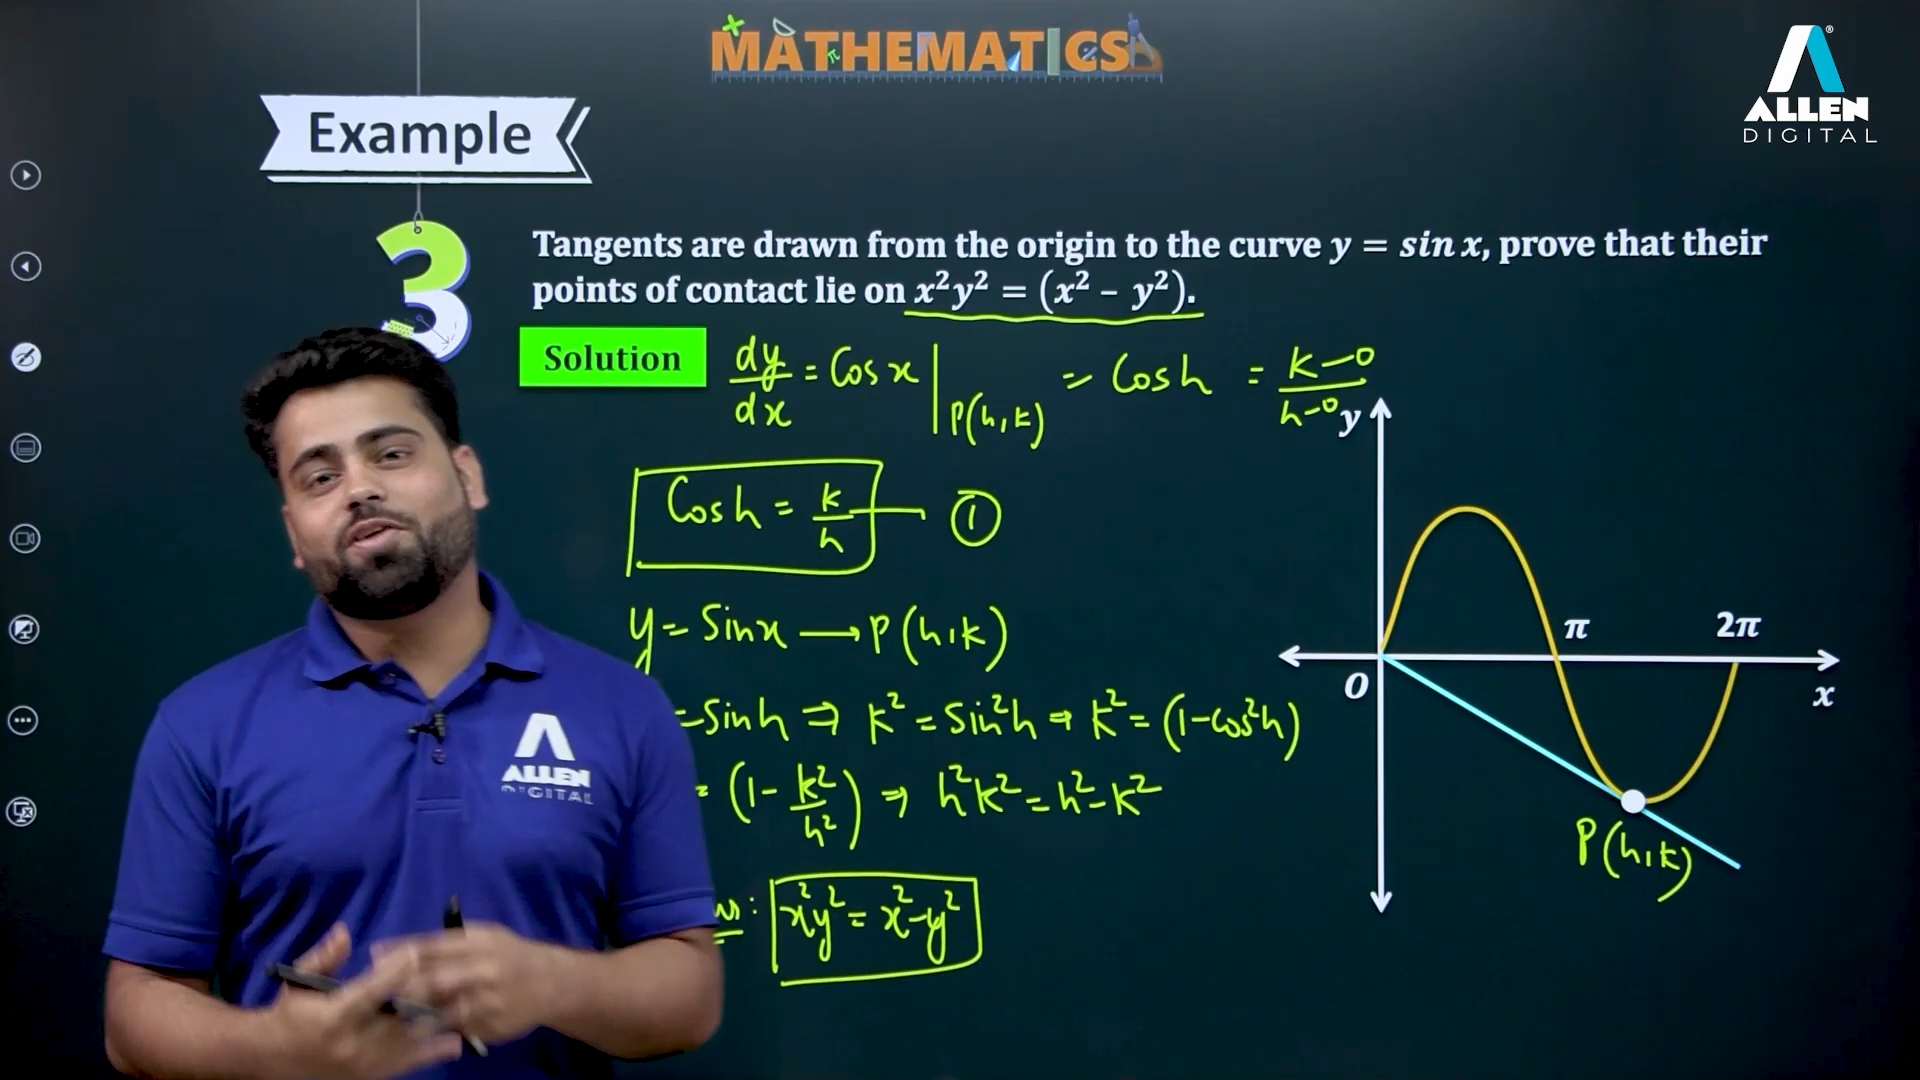 MATHEMATICS
ALLEN
DIGITAL
Example
3
Tangents are drawn from the origin to the curve y = sin x, prove that their
points of contact lie on x²y² = (x² - y²).
Solution
dy/dx = Cos x |P(h,k) = Cos h = k-0/h-0
Cos h = k/h — ①
y = Sin x → P(h,k)
= Sin h ⇒ k² = Sin²h ⇒ k² = (1-Cos²h)
= (1 - k²/h²) ⇒ h²k² = h²-k²
: x²y² = x²-y²
y
π
2π
O
x
P(h,k)
ALLEN
DIGITAL